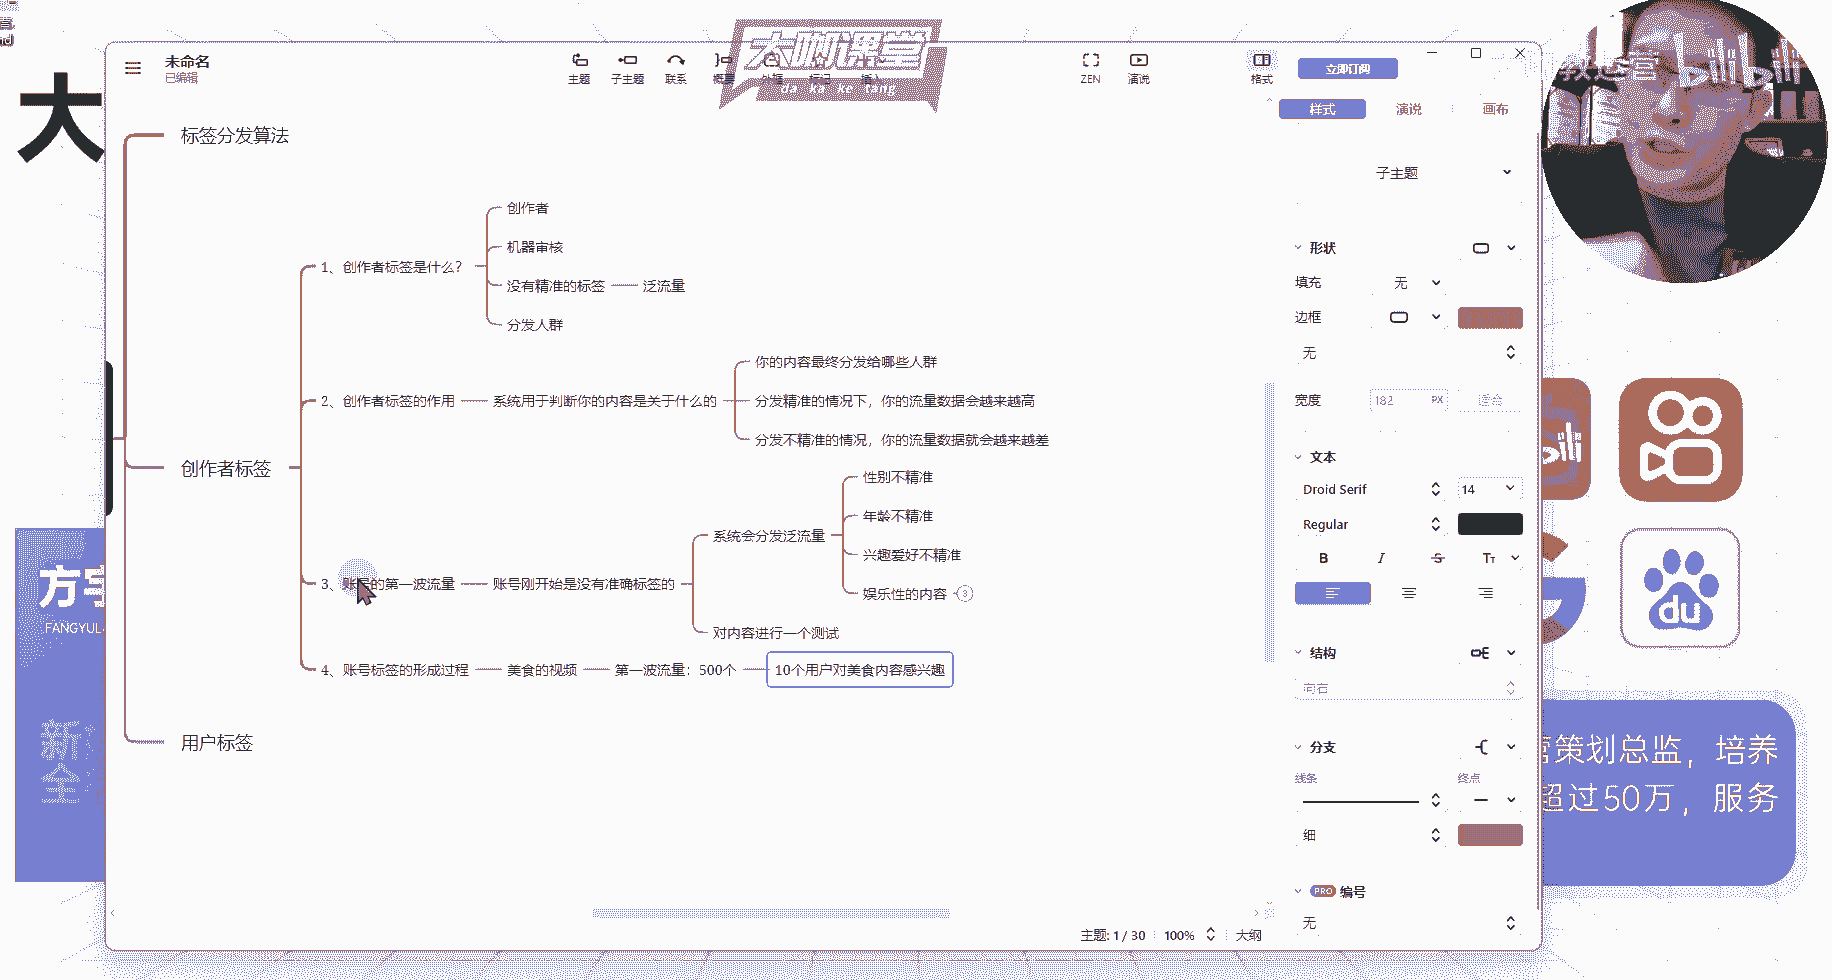 大
未命名
已编辑
主题
子主题
联系
概要
外框
标记
插入
大咖课堂
da ka ke tang
ZEN
演说
格式
立即订阅
样式
演说
画布
标签分发算法
创作者标签
用户标签
1、创作者标签是什么?
创作者
机器审核
没有精准的标签
泛流量
分发人群
2、创作者标签的作用
系统用于判断你的内容是关于什么的
你的内容最终分发给哪些人群
分发精准的情况下，你的流量数据会越来越高
分发不精准的情况，你的流量数据就会越来越差
3、账号的第一波流量
账号刚开始是没有准确标签的
系统会分发泛流量
性别不精准
年龄不精准
兴趣爱好不精准
娱乐性的内容
3
对内容进行一个测试
4、账号标签的形成过程
美食的视频
第一波流量：500个
10个用户对美食内容感兴趣
子主题
形状
填充
无
边框
无
宽度
182
PX
适合
文本
Droid Serif
14
Regular
B
I
S
Tт
结构
向右
分支
线条
终点
细
PRO
编号
无
主题: 1 / 30
100%
大纲
方
FANGYU
新
全
bilibili
du
营策划总监，培养
超过50万，服务